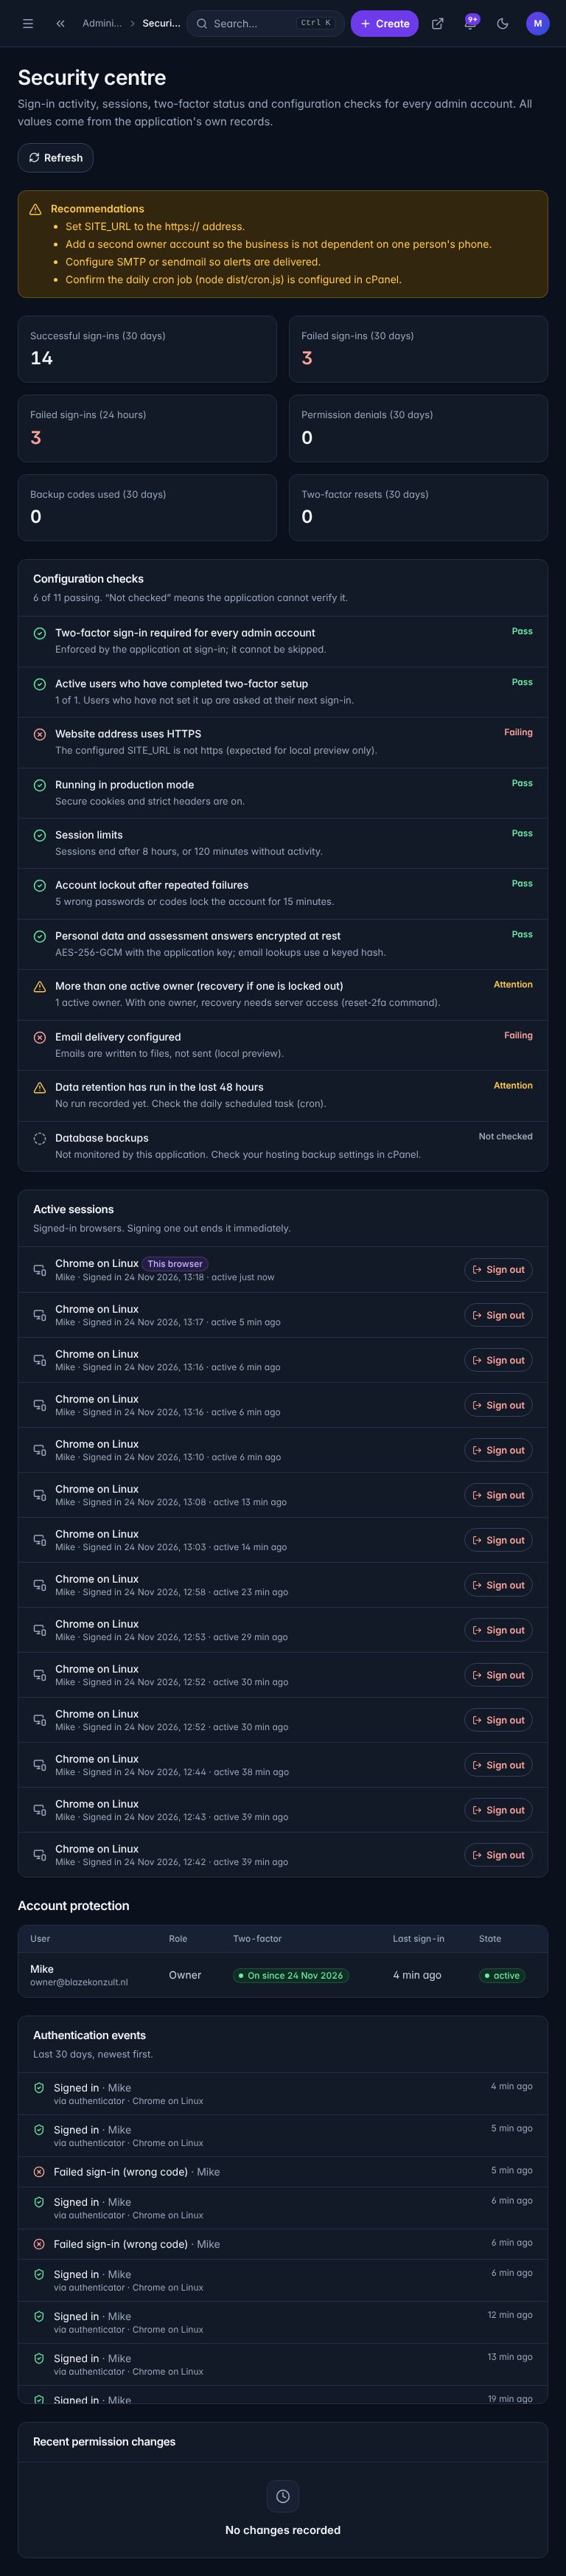 Admini... > Securi...
Search...
Ctrl K
Create
9+
M
Security centre
Sign-in activity, sessions, two-factor status and configuration checks for every admin account. All
values come from the application's own records.
Refresh
Recommendations
• Set SITE_URL to the https:// address.
• Add a second owner account so the business is not dependent on one person's phone.
• Configure SMTP or sendmail so alerts are delivered.
• Confirm the daily cron job (node dist/cron.js) is configured in cPanel.
Successful sign-ins (30 days)
14
Failed sign-ins (30 days)
3
Failed sign-ins (24 hours)
3
Permission denials (30 days)
0
Backup codes used (30 days)
0
Two-factor resets (30 days)
0
Configuration checks
6 of 11 passing. “Not checked” means the application cannot verify it.
Two-factor sign-in required for every admin account
Pass
Enforced by the application at sign-in; it cannot be skipped.
Active users who have completed two-factor setup
Pass
1 of 1. Users who have not set it up are asked at their next sign-in.
Website address uses HTTPS
Failing
The configured SITE_URL is not https (expected for local preview only).
Running in production mode
Pass
Secure cookies and strict headers are on.
Session limits
Pass
Sessions end after 8 hours, or 120 minutes without activity.
Account lockout after repeated failures
Pass
5 wrong passwords or codes lock the account for 15 minutes.
Personal data and assessment answers encrypted at rest
Pass
AES-256-GCM with the application key; email lookups use a keyed hash.
More than one active owner (recovery if one is locked out)
Attention
1 active owner. With one owner, recovery needs server access (reset-2fa command).
Email delivery configured
Failing
Emails are written to files, not sent (local preview).
Data retention has run in the last 48 hours
Attention
No run recorded yet. Check the daily scheduled task (cron).
Database backups
Not checked
Not monitored by this application. Check your hosting backup settings in cPanel.
Active sessions
Signed-in browsers. Signing one out ends it immediately.
Chrome on Linux This browser
Mike · Signed in 24 Nov 2026, 13:18 · active just now
Sign out
Chrome on Linux
Mike · Signed in 24 Nov 2026, 13:17 · active 5 min ago
Sign out
Chrome on Linux
Mike · Signed in 24 Nov 2026, 13:16 · active 6 min ago
Sign out
Chrome on Linux
Mike · Signed in 24 Nov 2026, 13:16 · active 6 min ago
Sign out
Chrome on Linux
Mike · Signed in 24 Nov 2026, 13:10 · active 6 min ago
Sign out
Chrome on Linux
Mike · Signed in 24 Nov 2026, 13:08 · active 13 min ago
Sign out
Chrome on Linux
Mike · Signed in 24 Nov 2026, 13:03 · active 14 min ago
Sign out
Chrome on Linux
Mike · Signed in 24 Nov 2026, 12:58 · active 23 min ago
Sign out
Chrome on Linux
Mike · Signed in 24 Nov 2026, 12:53 · active 29 min ago
Sign out
Chrome on Linux
Mike · Signed in 24 Nov 2026, 12:52 · active 30 min ago
Sign out
Chrome on Linux
Mike · Signed in 24 Nov 2026, 12:52 · active 30 min ago
Sign out
Chrome on Linux
Mike · Signed in 24 Nov 2026, 12:44 · active 38 min ago
Sign out
Chrome on Linux
Mike · Signed in 24 Nov 2026, 12:43 · active 39 min ago
Sign out
Chrome on Linux
Mike · Signed in 24 Nov 2026, 12:42 · active 39 min ago
Sign out
Account protection
User Role Two-factor Last sign-in State
Mike
owner@blazekonzult.nl
Owner
On since 24 Nov 2026
4 min ago
active
Authentication events
Last 30 days, newest first.
Signed in · Mike
4 min ago
via authenticator · Chrome on Linux
Signed in · Mike
5 min ago
via authenticator · Chrome on Linux
Failed sign-in (wrong code) · Mike
5 min ago
Signed in · Mike
6 min ago
via authenticator · Chrome on Linux
Failed sign-in (wrong code) · Mike
6 min ago
Signed in · Mike
6 min ago
via authenticator · Chrome on Linux
Signed in · Mike
12 min ago
via authenticator · Chrome on Linux
Signed in · Mike
13 min ago
via authenticator · Chrome on Linux
Signed in · Mike
19 min ago
Recent permission changes
No changes recorded